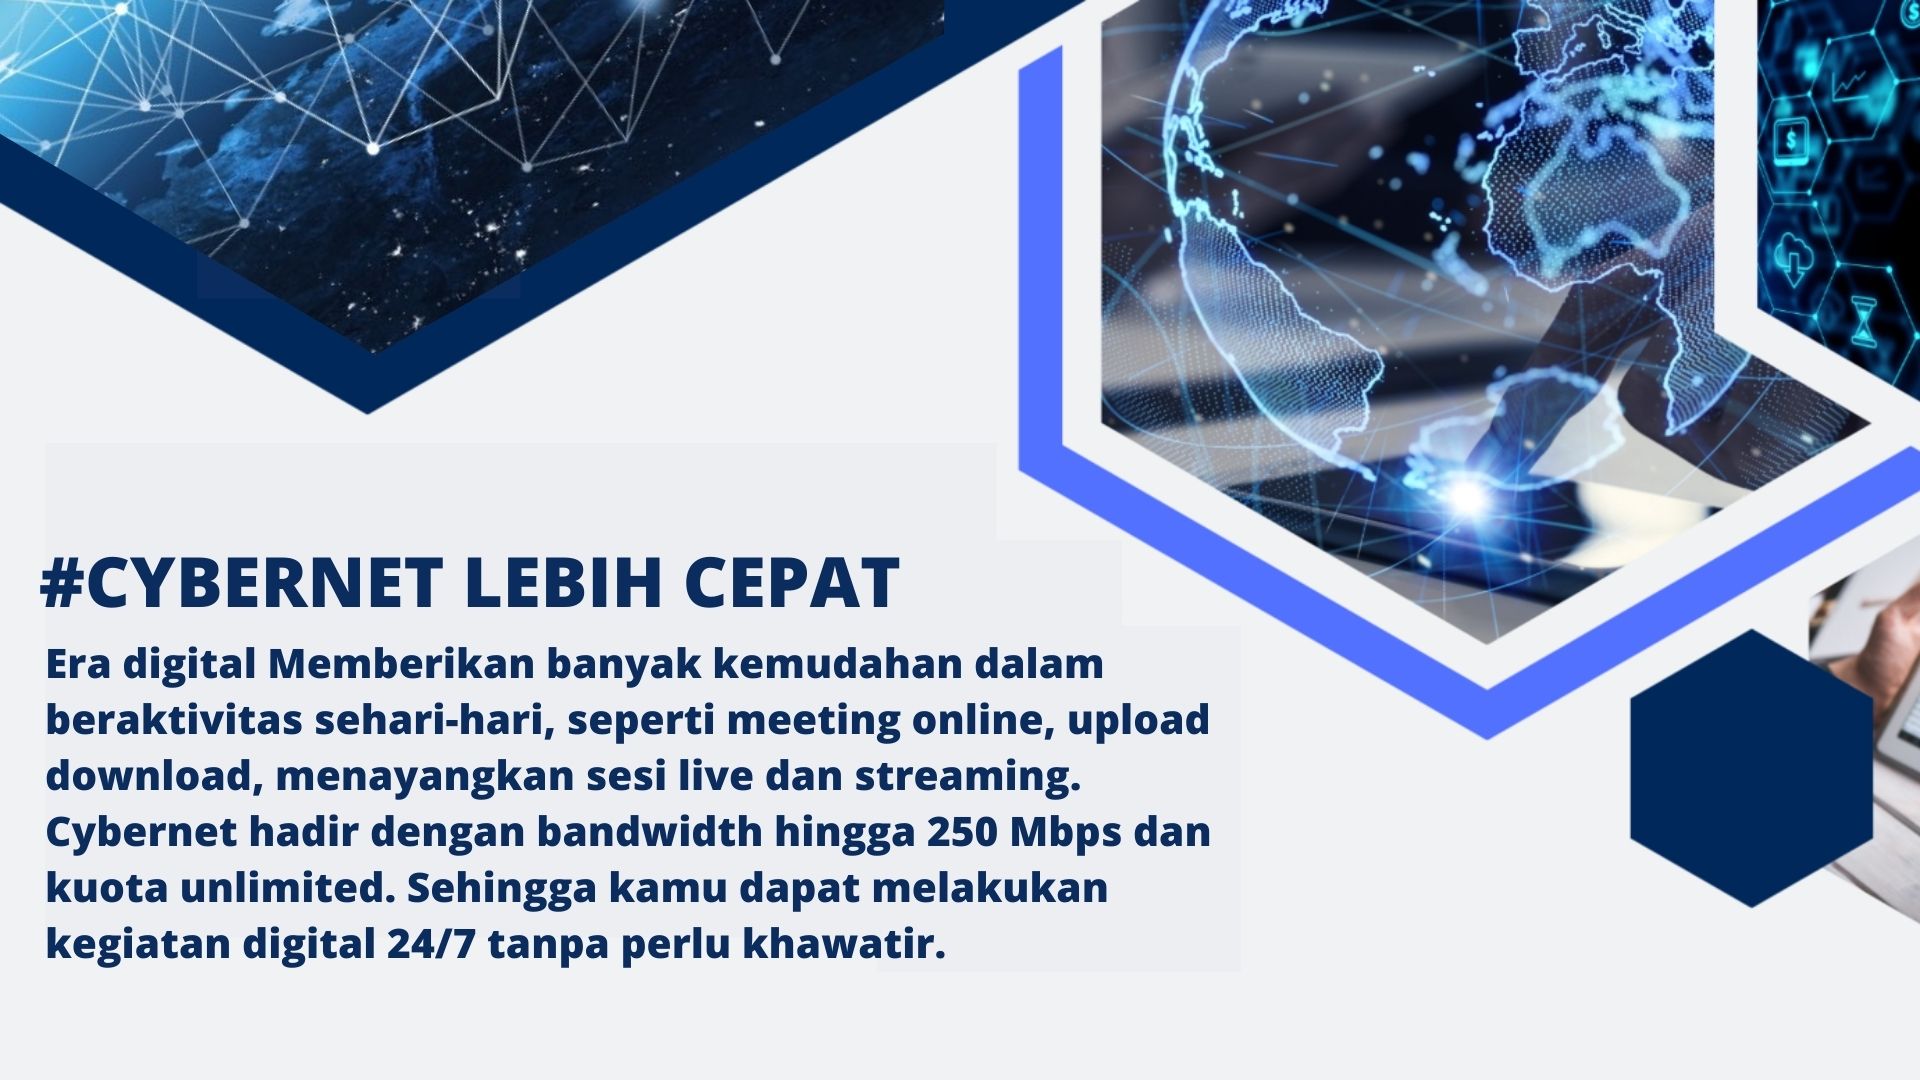 #CYBERNET LEBIH CEPAT
Era digital Memberikan banyak kemudahan dalam
beraktivitas sehari-hari, seperti meeting online, upload
download, menayangkan sesi live dan streaming.
Cybernet hadir dengan bandwidth hingga 250 Mbps dan
kuota unlimited. Sehingga kamu dapat melakukan
kegiatan digital 24/7 tanpa perlu khawatir.